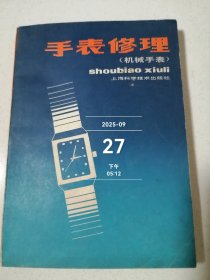 手表修理
(机械手表)
shoubiao xiuli
上海科学技术出版社
2025-09
27
下午
05:12